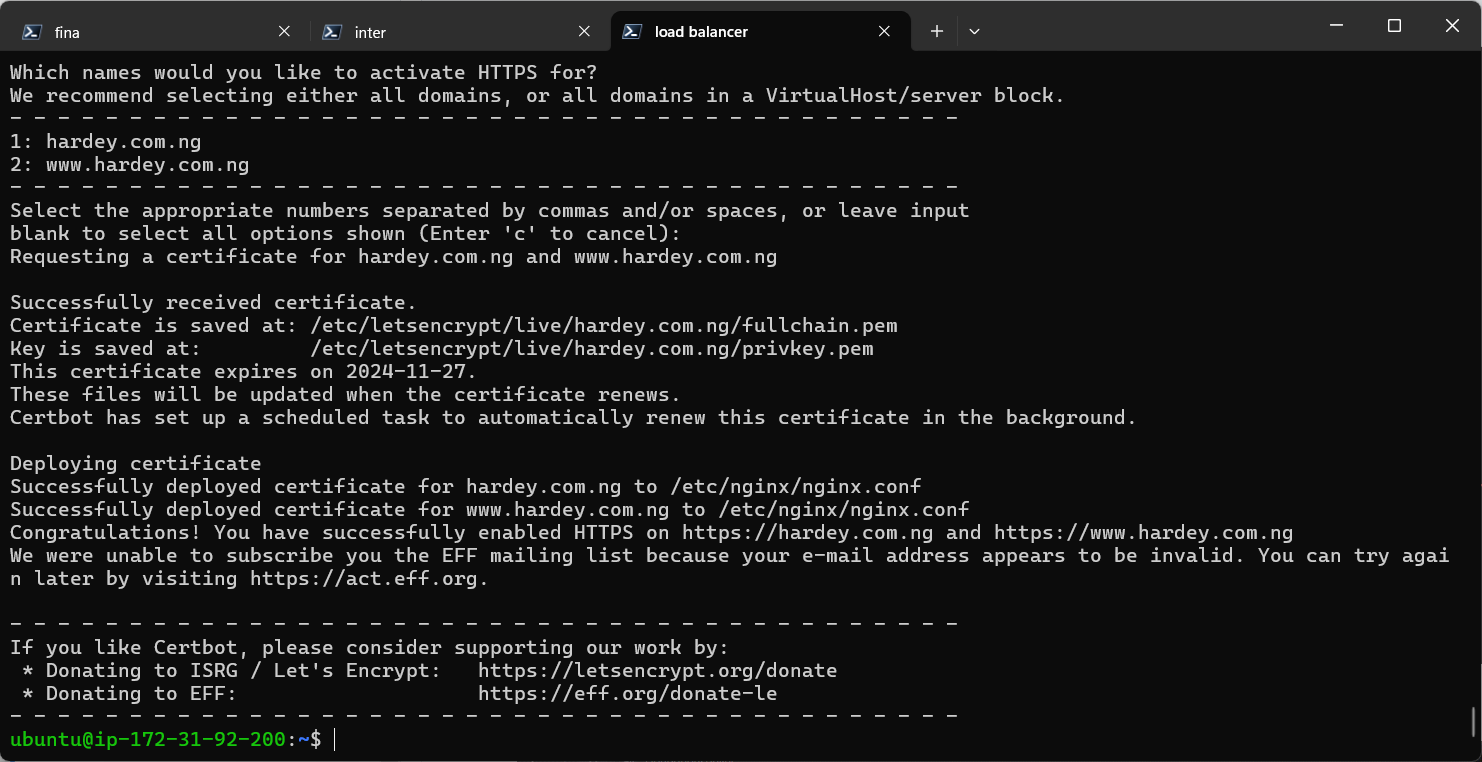 fina
inter
load balancer
Which names would you like to activate HTTPS for?
We recommend selecting either all domains, or all domains in a VirtualHost/server block.
- - - - - - - - - - - - - - - - - - - - - - - - - - - - - - - - - - - - - - - -
1: hardey.com.ng
2: www.hardey.com.ng
- - - - - - - - - - - - - - - - - - - - - - - - - - - - - - - - - - - - - - - -
Select the appropriate numbers separated by commas and/or spaces, or leave input
blank to select all options shown (Enter 'c' to cancel):
Requesting a certificate for hardey.com.ng and www.hardey.com.ng
Successfully received certificate.
Certificate is saved at: /etc/letsencrypt/live/hardey.com.ng/fullchain.pem
Key is saved at:         /etc/letsencrypt/live/hardey.com.ng/privkey.pem
This certificate expires on 2024-11-27.
These files will be updated when the certificate renews.
Certbot has set up a scheduled task to automatically renew this certificate in the background.
Deploying certificate
Successfully deployed certificate for hardey.com.ng to /etc/nginx/nginx.conf
Successfully deployed certificate for www.hardey.com.ng to /etc/nginx/nginx.conf
Congratulations! You have successfully enabled HTTPS on https://hardey.com.ng and https://www.hardey.com.ng
We were unable to subscribe you the EFF mailing list because your e-mail address appears to be invalid. You can try agai
n later by visiting https://act.eff.org.
- - - - - - - - - - - - - - - - - - - - - - - - - - - - - - - - - - - - - - - -
If you like Certbot, please consider supporting our work by:
 * Donating to ISRG / Let's Encrypt:   https://letsencrypt.org/donate
 * Donating to EFF:                    https://eff.org/donate-le
- - - - - - - - - - - - - - - - - - - - - - - - - - - - - - - - - - - - - - - -
ubuntu@ip-172-31-92-200:~$